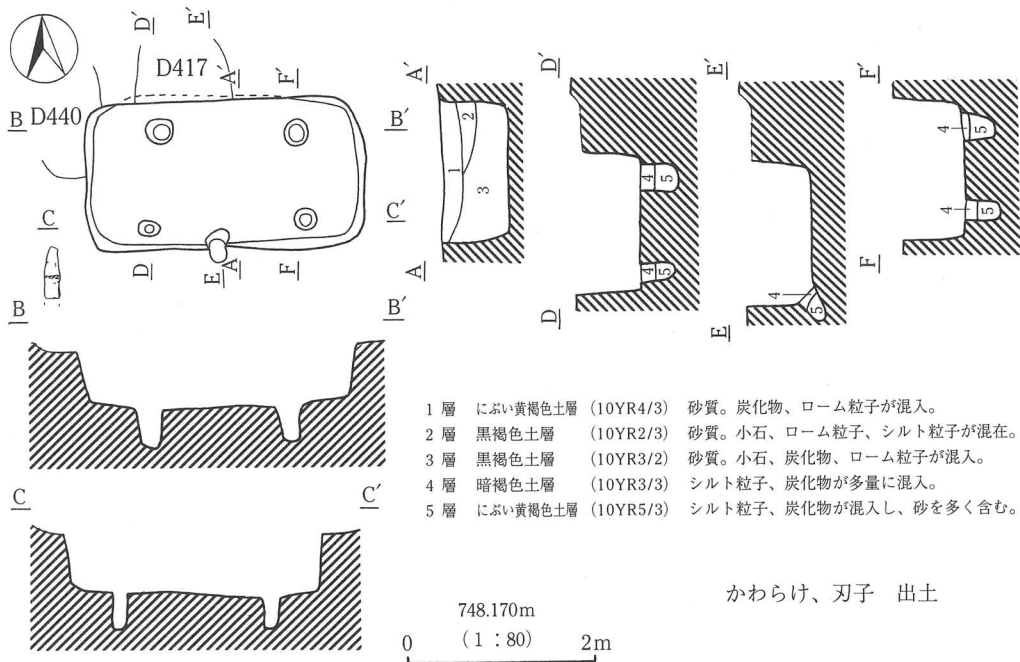 D´
E´
D417
A´
F´
B
D440
B´
C
C´
D
E
A
F
A´
2
1
3
A
D´
4
5
4
5
D
E´
4
5
E
F´
4
5
4
5
F
B
B´
1 層 にぶい黄褐色土層 (10YR4/3) 砂質。炭化物、ローム粒子が混入。
2 層 黒褐色土層 (10YR2/3) 砂質。小石、ローム粒子、シルト粒子が混在。
3 層 黒褐色土層 (10YR3/2) 砂質。小石、炭化物、ローム粒子が混入。
4 層 暗褐色土層 (10YR3/3) シルト粒子、炭化物が多量に混入。
5 層 にぶい黄褐色土層 (10YR5/3) シルト粒子、炭化物が混入し、砂を多く含む。
C
C´
かわらけ、刃子 出土
748.170m
(1:80)
0 2m